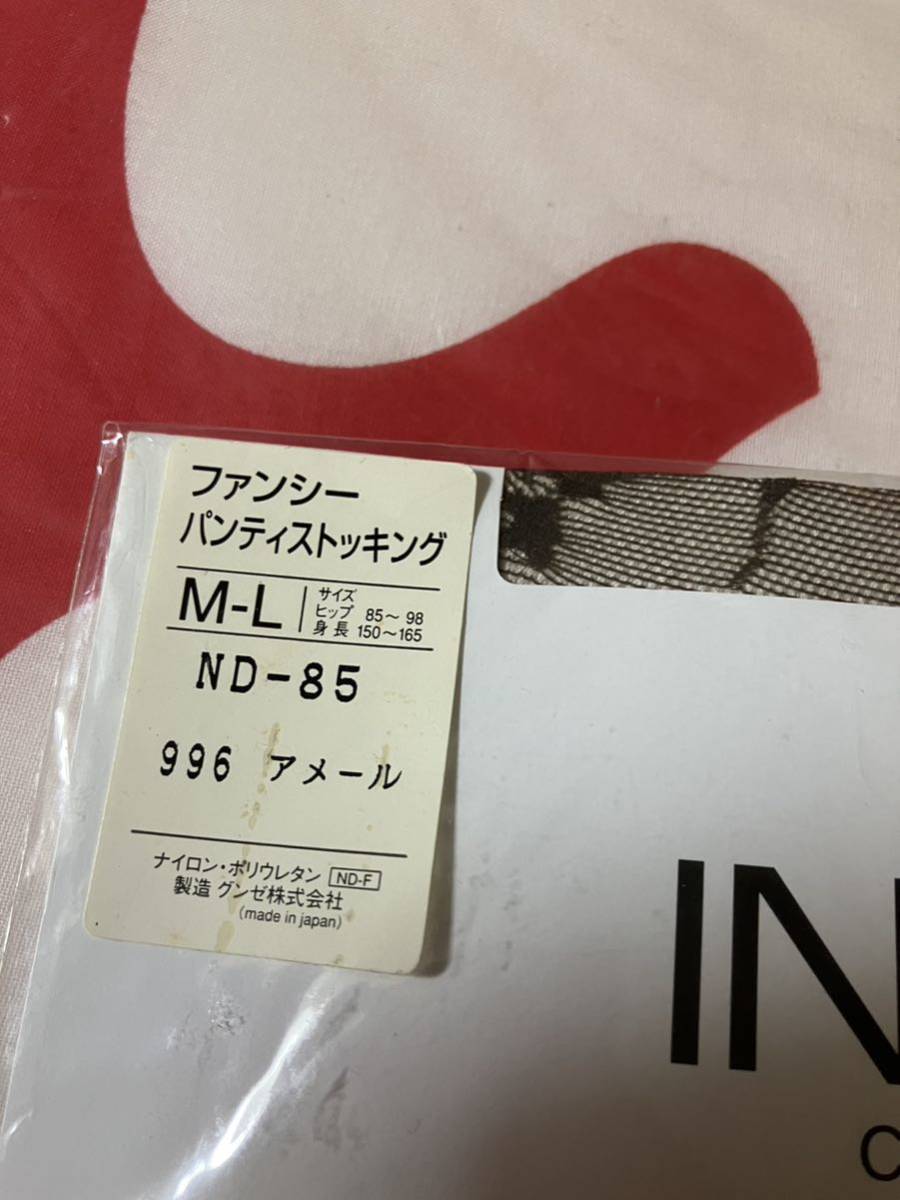 ファンシー
パンティストッキング
M-L
サイズ
ヒップ 85～98
身長 150～165
ND-85
996 アメール
ナイロン・ポリウレタン ND-F
製造 グンゼ株式会社
(made in japan)
IN
C